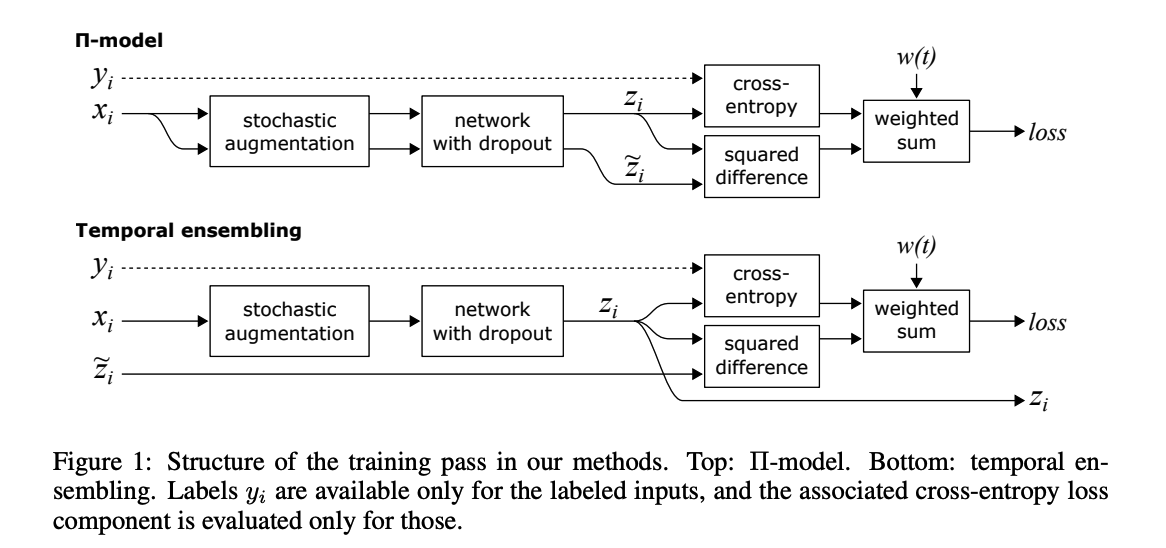 Π-model
y_i
x_i
stochastic augmentation
network with dropout
z_i
z̃_i
cross-entropy
squared difference
w(t)
weighted sum
loss
Temporal ensembling
y_i
x_i
z̃_i
stochastic augmentation
network with dropout
z_i
cross-entropy
squared difference
w(t)
weighted sum
loss
z_i
Figure 1: Structure of the training pass in our methods. Top: Π-model. Bottom: temporal en-
sembling. Labels y_i are available only for the labeled inputs, and the associated cross-entropy loss
component is evaluated only for those.